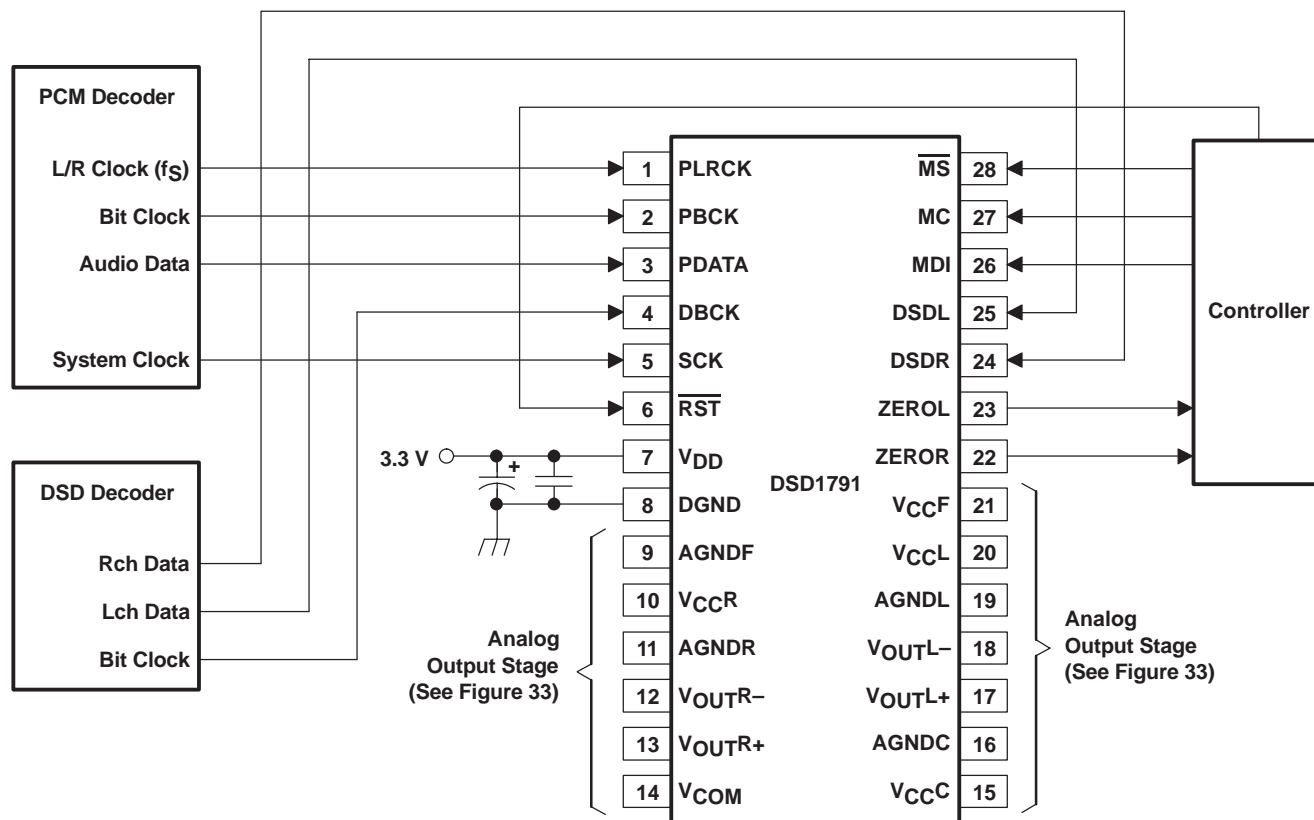 PCM Decoder
L/R Clock (fS)
Bit Clock
Audio Data
System Clock
DSD Decoder
Rch Data
Lch Data
Bit Clock
3.3 V
+
Analog
Output Stage
(See Figure 33)
1 PLRCK
2 PBCK
3 PDATA
4 DBCK
5 SCK
6 RST
7 VDD
8 DGND
9 AGNDF
10 VCCR
11 AGNDR
12 VOUTR–
13 VOUTR+
14 VCOM
DSD1791
MS 28
MC 27
MDI 26
DSDL 25
DSDR 24
ZEROL 23
ZEROR 22
VCCF 21
VCCL 20
AGNDL 19
VOUTL– 18
VOUTL+ 17
AGNDC 16
VCCC 15
Controller
Analog
Output Stage
(See Figure 33)